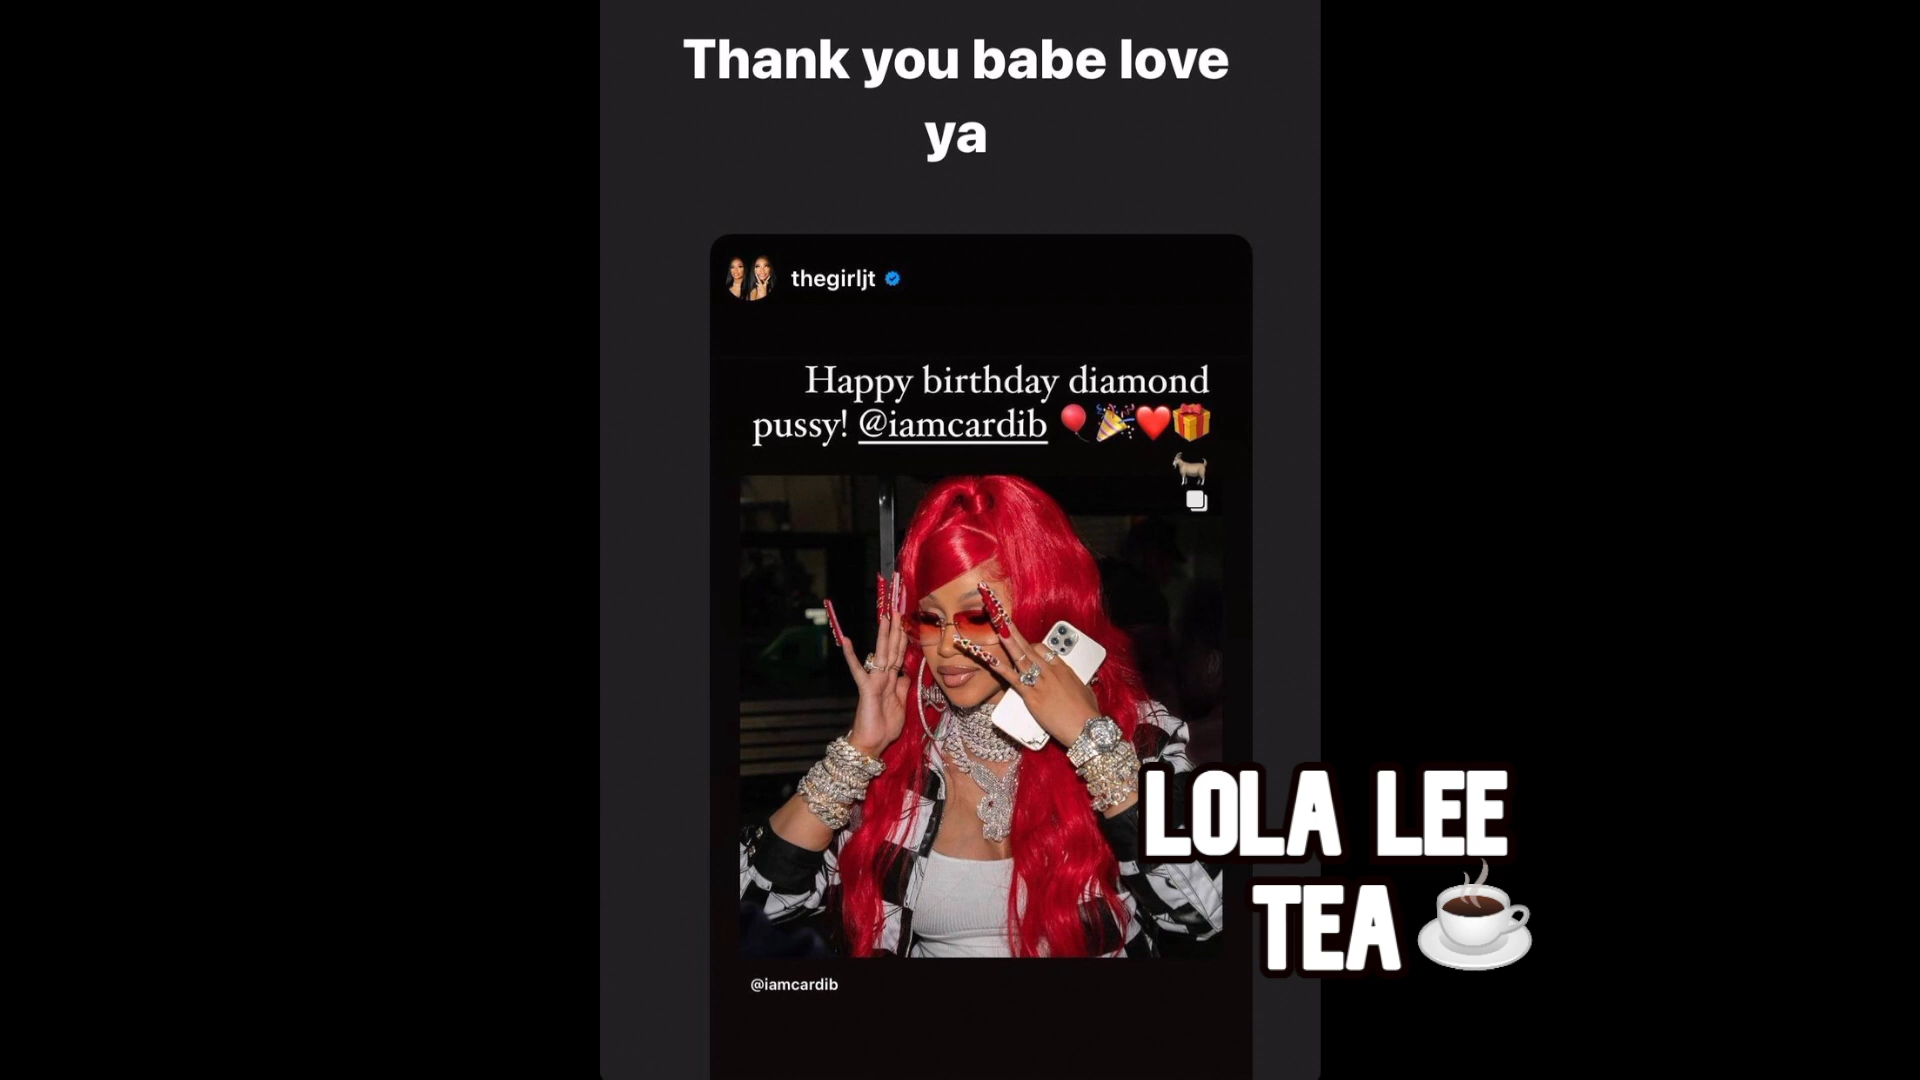 Thank you babe love
ya
thegirljt
Happy birthday diamond
pussy! @iamcardib 🎈🎉❤️🎁
🐐
@iamcardib
LOLA LEE
TEA ☕